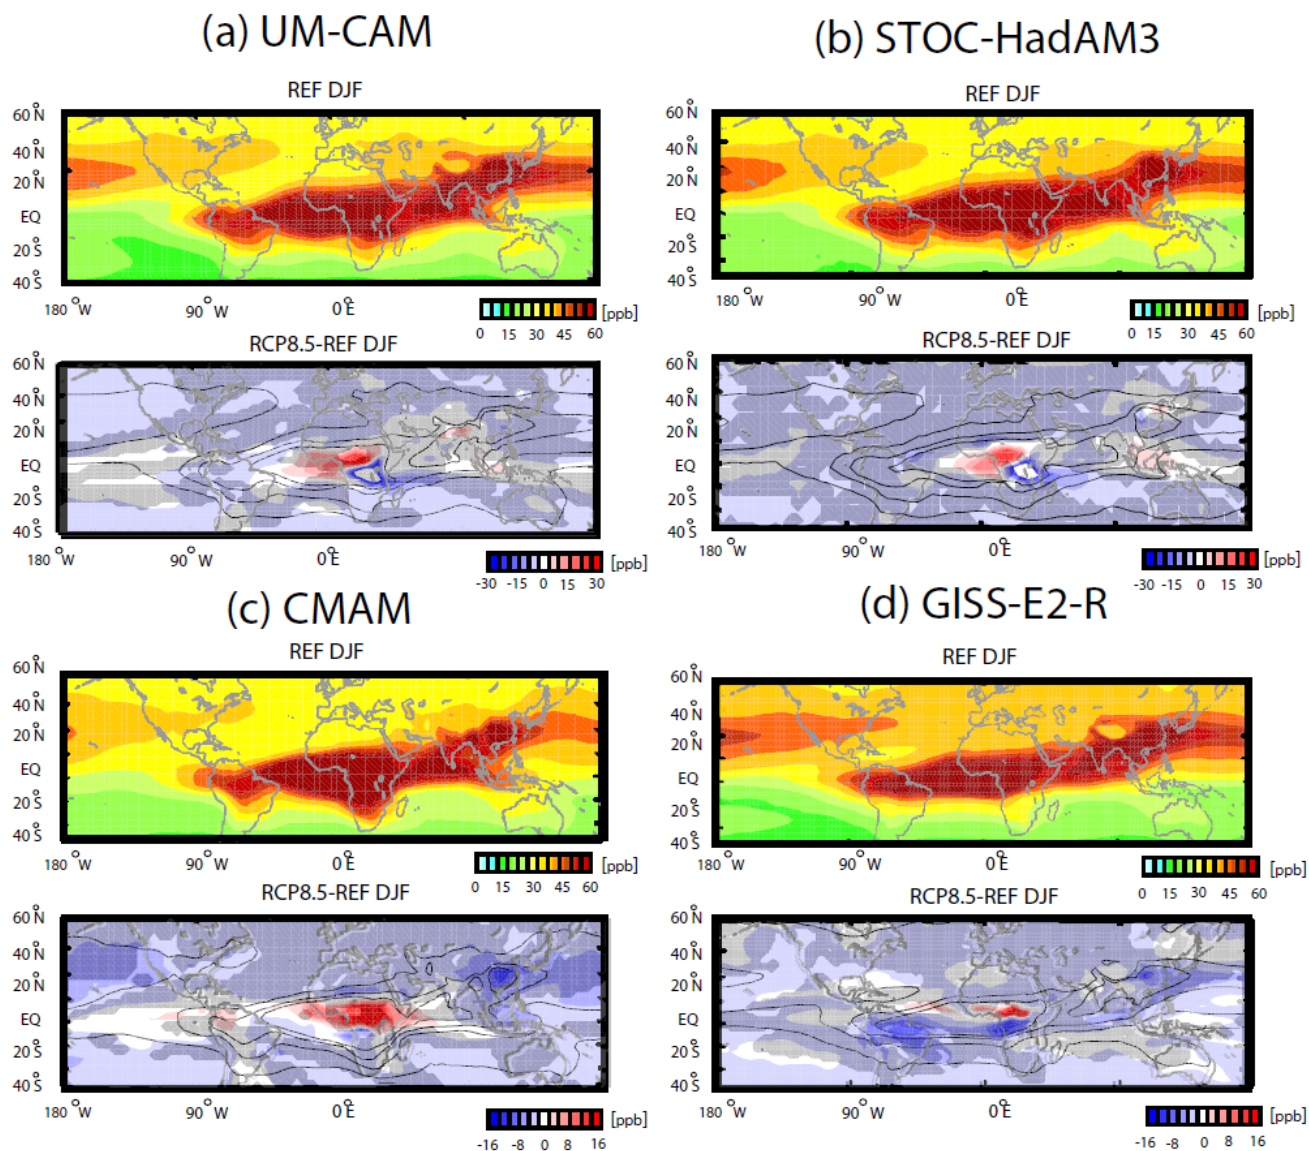 (a) UM-CAM
REF DJF
60°N
40°N
20°N
EQ
20°S
40°S
180°W 90°W 0°E
[ppb]
0 15 30 45 60
RCP8.5-REF DJF
60°N
40°N
20°N
EQ
20°S
40°S
180°W 90°W 0°E
[ppb]
-30 -15 0 15 30
(b) STOC-HadAM3
REF DJF
60°N
40°N
20°N
EQ
20°S
40°S
180°W 90°W 0°E
[ppb]
0 15 30 45 60
RCP8.5-REF DJF
60°N
40°N
20°N
EQ
20°S
40°S
180°W 90°W 0°E
[ppb]
-30 -15 0 15 30
(c) CMAM
REF DJF
60°N
40°N
20°N
EQ
20°S
40°S
180°W 90°W 0°E
[ppb]
0 15 30 45 60
RCP8.5-REF DJF
60°N
40°N
20°N
EQ
20°S
40°S
180°W 90°W 0°E
[ppb]
-16 -8 0 8 16
(d) GISS-E2-R
REF DJF
60°N
40°N
20°N
EQ
20°S
40°S
180°W 90°W 0°E
[ppb]
0 15 30 45 60
RCP8.5-REF DJF
60°N
40°N
20°N
EQ
20°S
40°S
180°W 90°W 0°E
[ppb]
-16 -8 0 8 16